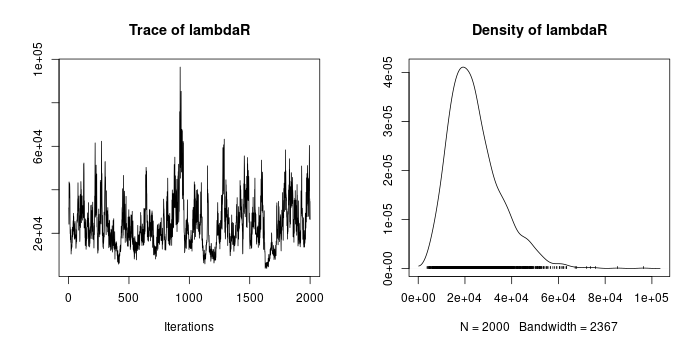 Trace of lambdaR
1e+05
6e+04
2e+04
0
500
1000
1500
2000
Iterations
Density of lambdaR
4e-05
3e-05
2e-05
1e-05
0e+00
0e+00
2e+04
4e+04
6e+04
8e+04
1e+05
N = 2000 Bandwidth = 2367